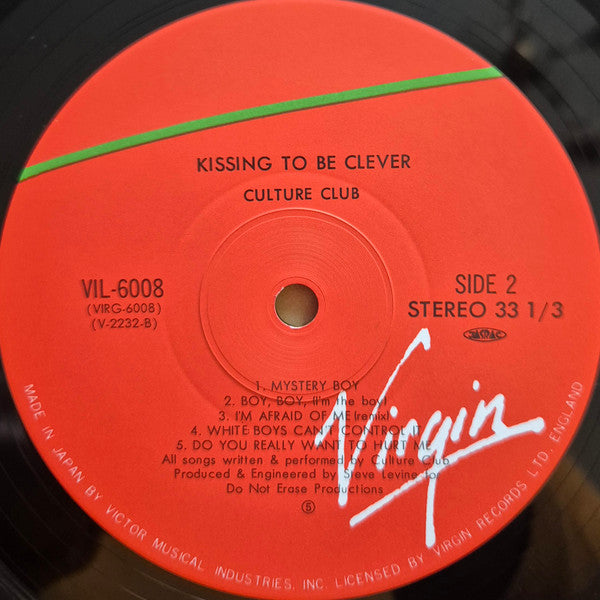 KISSING TO BE CLEVER
CULTURE CLUB
VIL-6008
(VIRG-6008)
(V-2232-B)
SIDE 2
STEREO 33 1/3
JASRAC
1. MYSTERY BOY
2. BOY, BOY, (I'm the boy)
3. I'M AFRAID OF ME (remix)
4. WHITE BOYS CAN'T CONTROL IT
5. DO YOU REALLY WANT TO HURT ME
All songs written & performed by Culture Club
Produced & Engineered by Steve Levine for
Do Not Erase Productions
Virgin
5
MADE IN JAPAN BY VICTOR MUSICAL INDUSTRIES, INC. LICENSED BY VIRGIN RECORDS LTD. ENGLAND